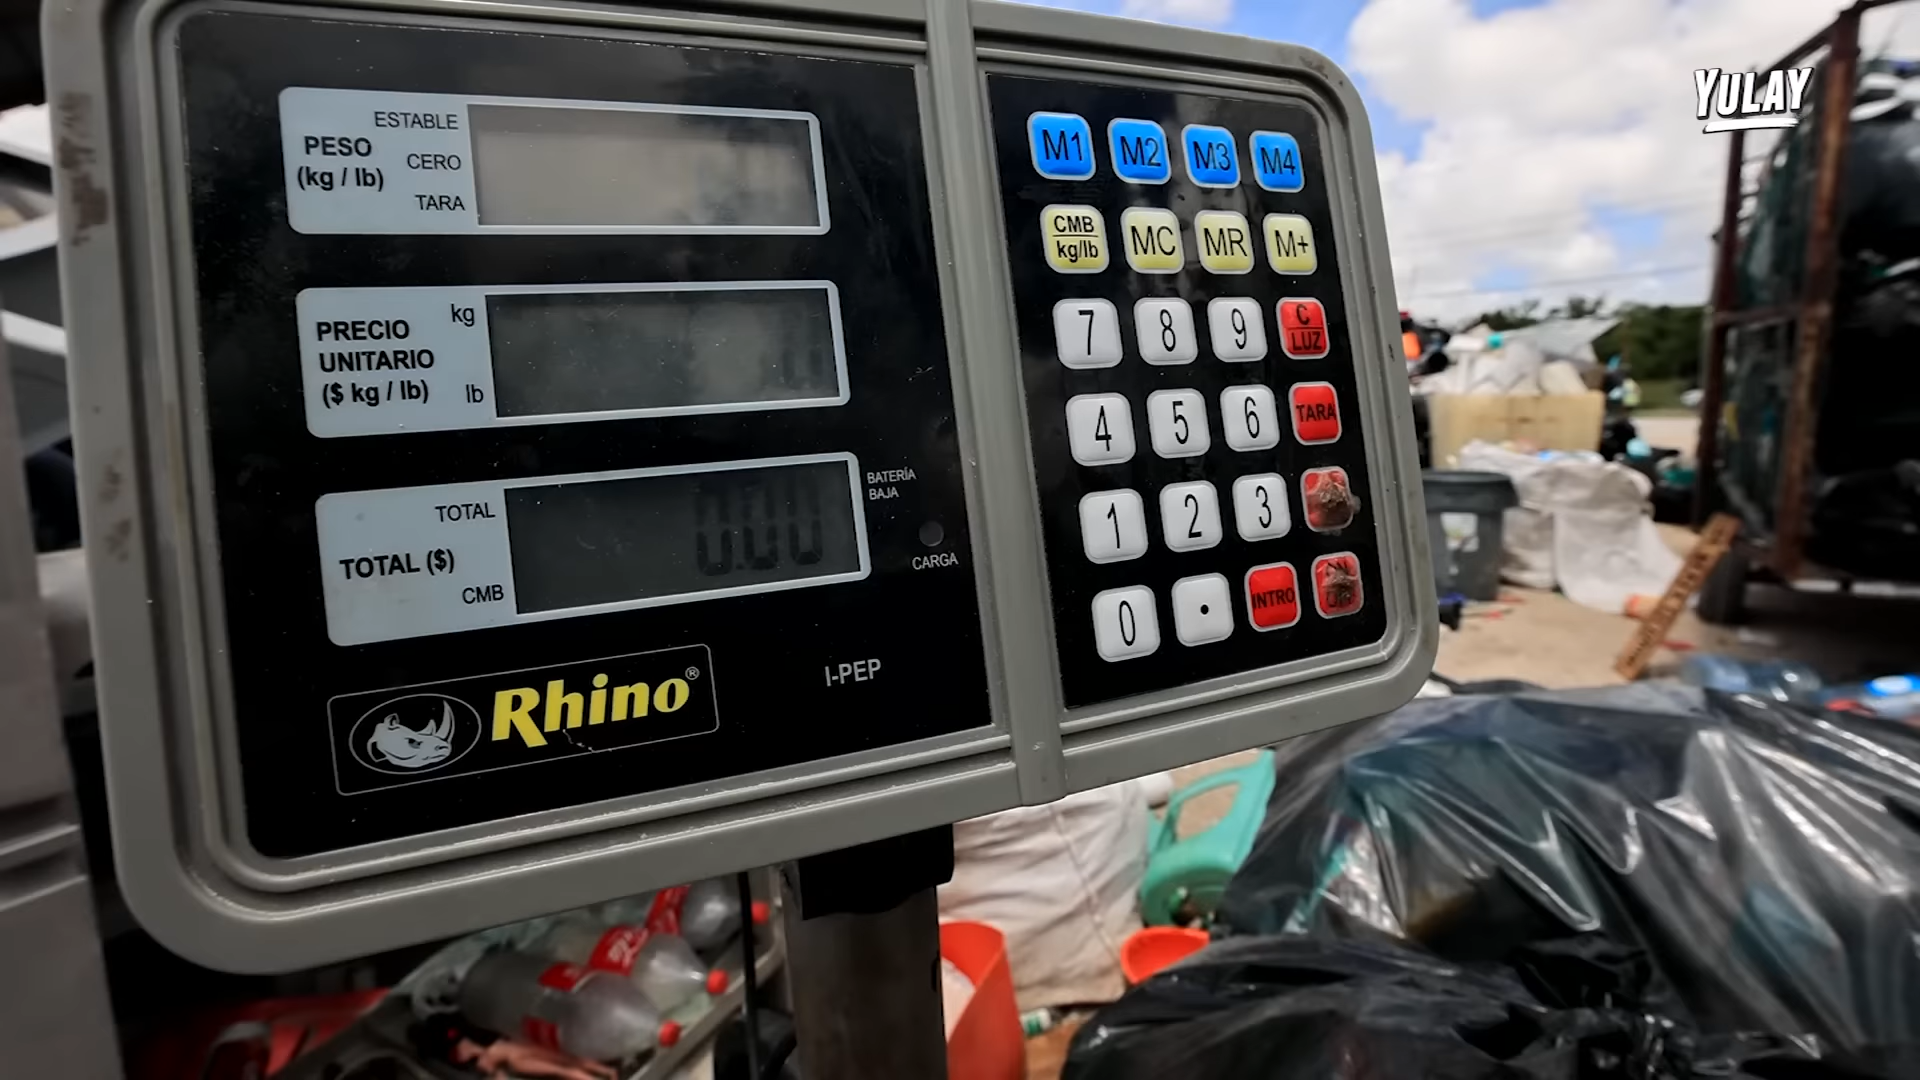 YULAY
ESTABLE
PESO
(kg / lb)
CERO
TARA
PRECIO
UNITARIO
($ kg / lb)
kg
lb
TOTAL
TOTAL ($)
CMB
0.00
BATERÍA
BAJA
CARGA
Rhino®
I-PEP
M1 M2 M3 M4
CMB
kg/lb
MC MR M+
7 8 9
C
LUZ
4 5 6 TARA
1 2 3
0 . INTRO